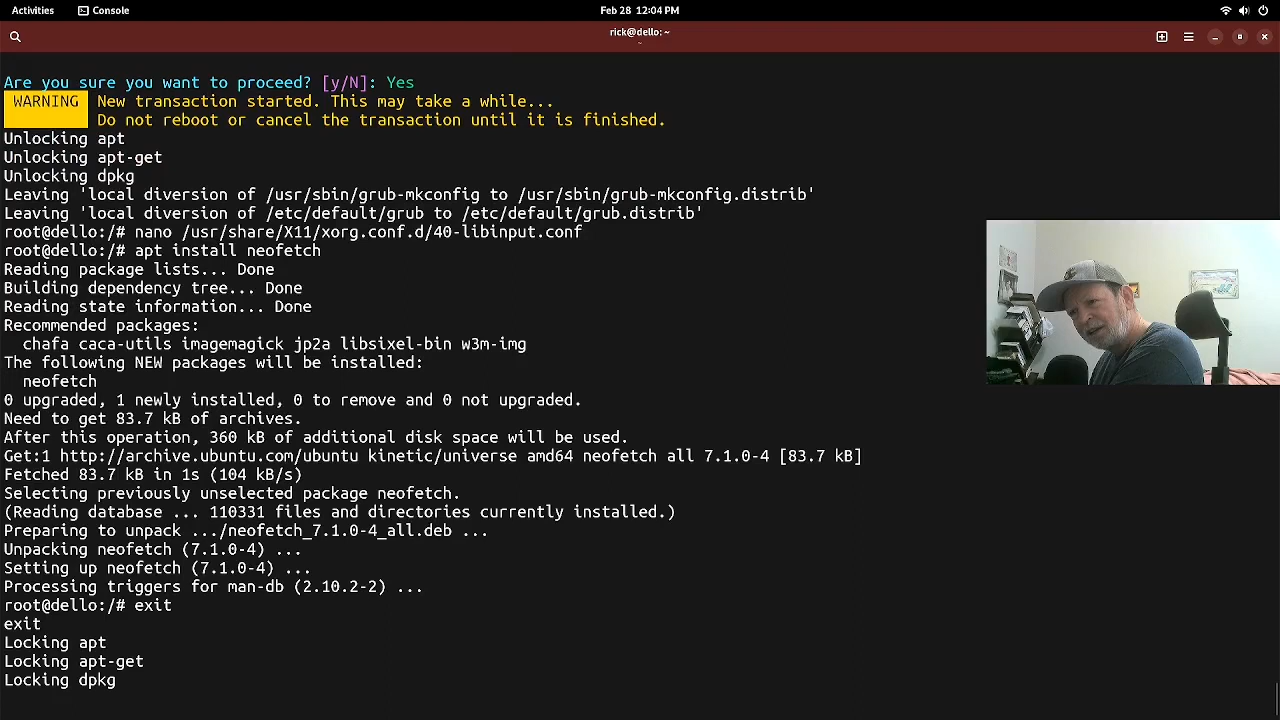 Activities
Console
Feb 28 12:04 PM
rick@dello: ~
~
Are you sure you want to proceed? [y/N]: Yes
WARNING New transaction started. This may take a while...
Do not reboot or cancel the transaction until it is finished.
Unlocking apt
Unlocking apt-get
Unlocking dpkg
Leaving 'local diversion of /usr/sbin/grub-mkconfig to /usr/sbin/grub-mkconfig.distrib'
Leaving 'local diversion of /etc/default/grub to /etc/default/grub.distrib'
root@dello:/# nano /usr/share/X11/xorg.conf.d/40-libinput.conf
root@dello:/# apt install neofetch
Reading package lists... Done
Building dependency tree... Done
Reading state information... Done
Recommended packages:
chafa caca-utils imagemagick jp2a libsixel-bin w3m-img
The following NEW packages will be installed:
neofetch
0 upgraded, 1 newly installed, 0 to remove and 0 not upgraded.
Need to get 83.7 kB of archives.
After this operation, 360 kB of additional disk space will be used.
Get:1 http://archive.ubuntu.com/ubuntu kinetic/universe amd64 neofetch all 7.1.0-4 [83.7 kB]
Fetched 83.7 kB in 1s (104 kB/s)
Selecting previously unselected package neofetch.
(Reading database ... 110331 files and directories currently installed.)
Preparing to unpack .../neofetch_7.1.0-4_all.deb ...
Unpacking neofetch (7.1.0-4) ...
Setting up neofetch (7.1.0-4) ...
Processing triggers for man-db (2.10.2-2) ...
root@dello:/# exit
exit
Locking apt
Locking apt-get
Locking dpkg